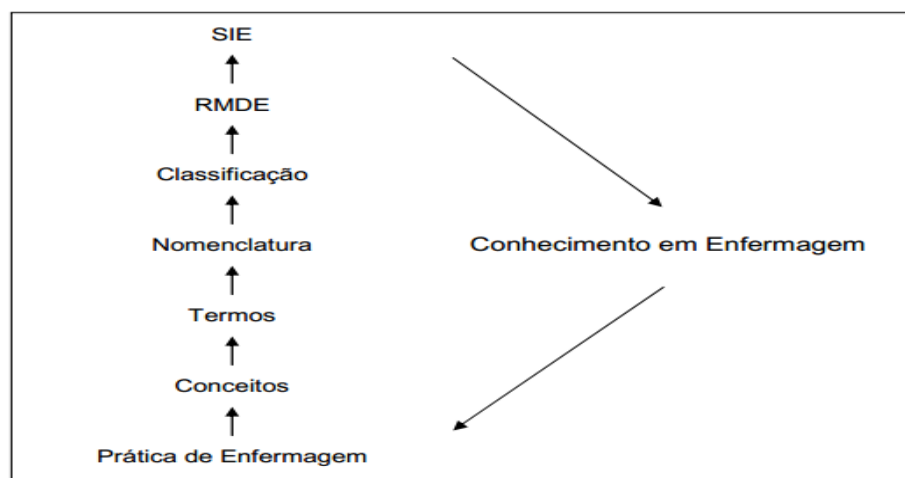 SIE
RMDE
Classificação
Nomenclatura
Conhecimento em Enfermagem
Termos
Conceitos
Prática de Enfermagem